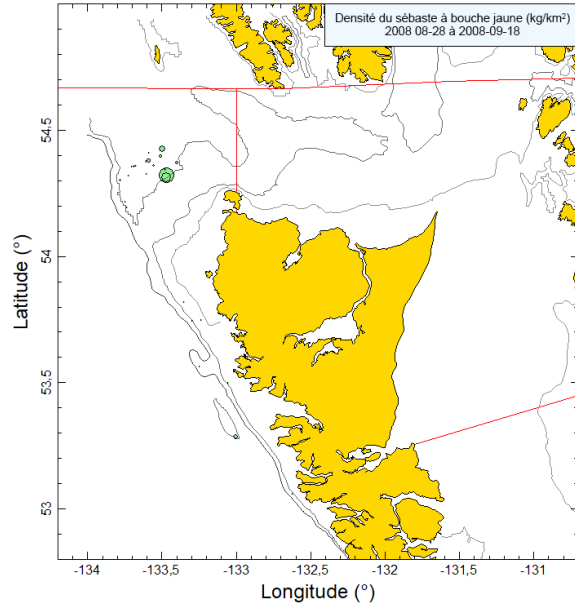 Densité du sébaste à bouche jaune (kg/km²)
2008 08-28 à 2008-09-18
54,5
54
53,5
53
Latitude (°)
-134
-133,5
-133
-132,5
-132
-131,5
-131
Longitude (°)